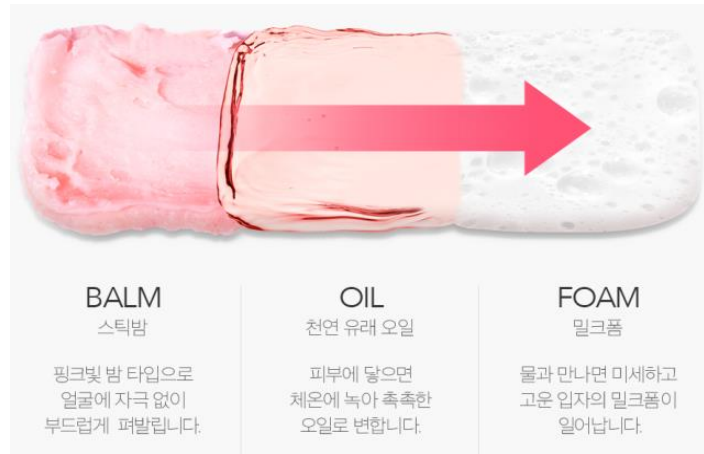 BALM
스틱밤
핑크빛 밤 타입으로
얼굴에 자극 없이
부드럽게 펴발립니다.
OIL
천연 유래 오일
피부에 닿으면
체온에 녹아 촉촉한
오일로 변합니다.
FOAM
밀크폼
물과 만나면 미세하고
고운 입자의 밀크폼이
일어납니다.